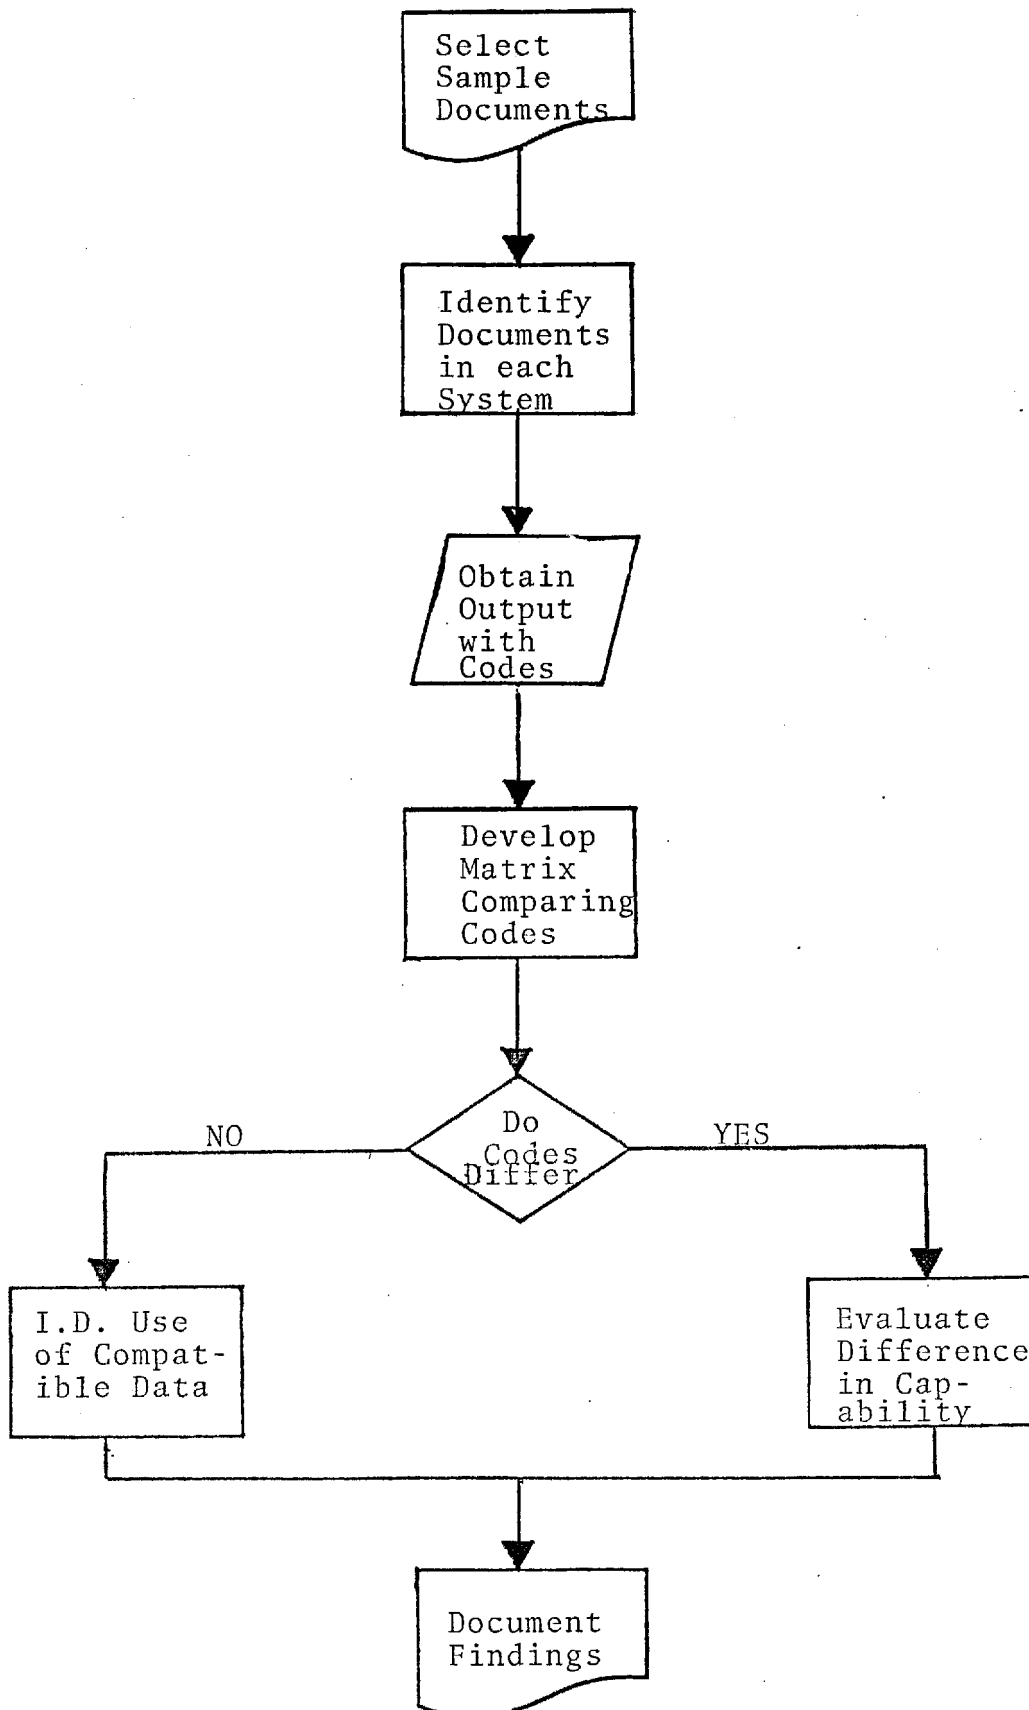 Select
Sample
Documents
Identify
Documents
in each
System
Obtain
Output
with
Codes
Develop
Matrix
Comparing
Codes
Do
Codes
Differ
NO
YES
I.D. Use
of Compat-
ible Data
Evaluate
Difference
in Cap-
ability
Document
Findings